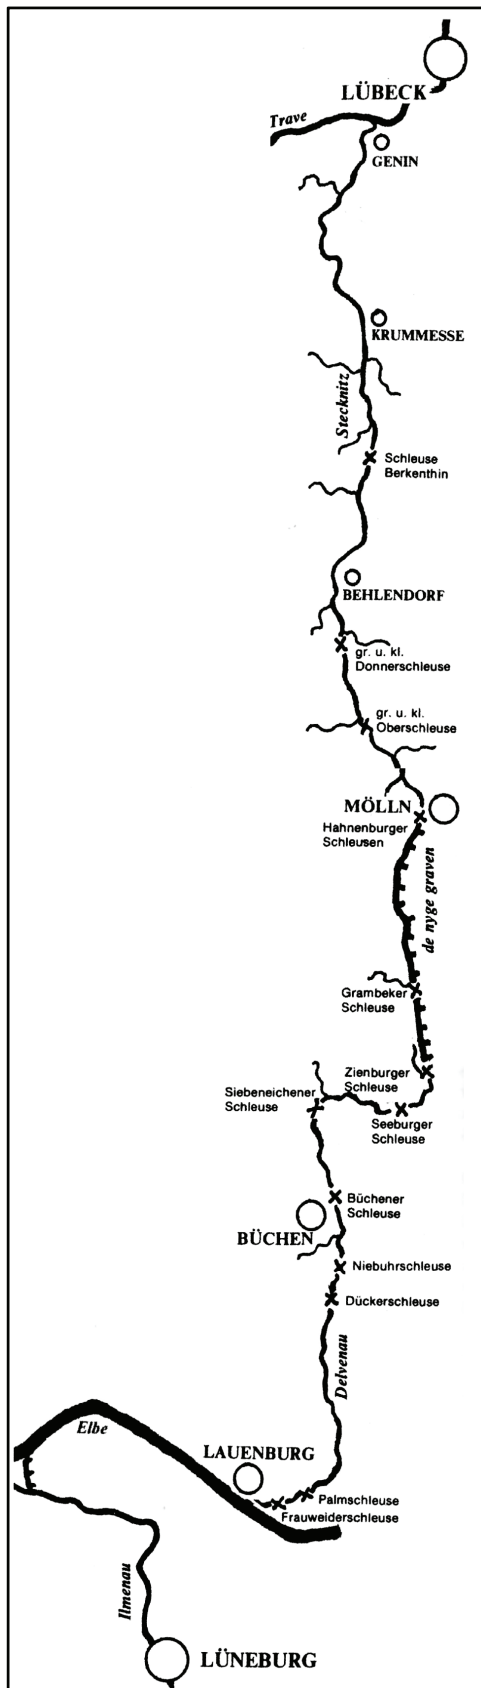 LÜBECK
Trave
GENIN
KRUMMESSE
Stecknitz
Schleuse
Berkenthin
BEHLENDORF
gr. u. kl.
Donnerschleuse
gr. u. kl.
Oberschleuse
MÖLLN
Hahnenburger
Schleusen
de nyge graven
Grambeker
Schleuse
Zienburger
Schleuse
Siebeneichener
Schleuse
Seeburger
Schleuse
Büchener
Schleuse
BÜCHEN
Niebuhrschleuse
Dückerschleuse
Delvenau
Elbe
LAUENBURG
Palmschleuse
Frauweiderschleuse
Ilmenau
LÜNEBURG